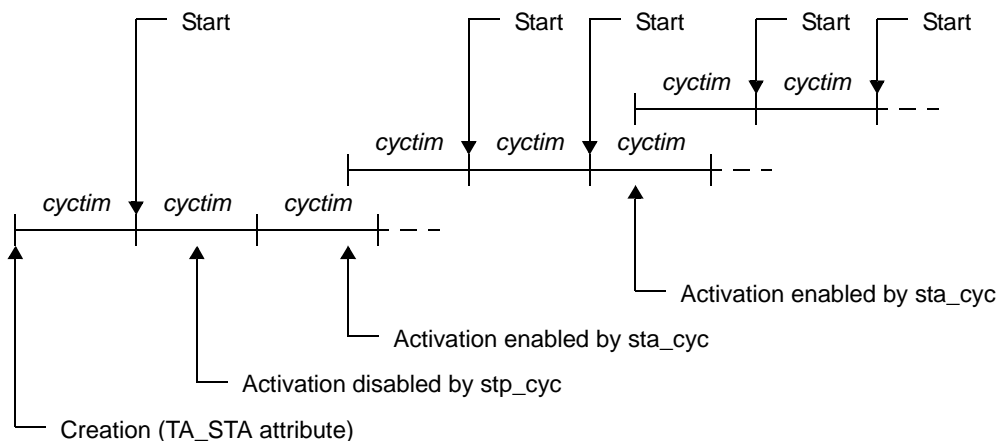 Start Start Start Start Start
cyctim cyctim
cyctim cyctim cyctim
cyctim cyctim cyctim
Activation enabled by sta_cyc
Activation enabled by sta_cyc
Activation disabled by stp_cyc
Creation (TA_STA attribute)